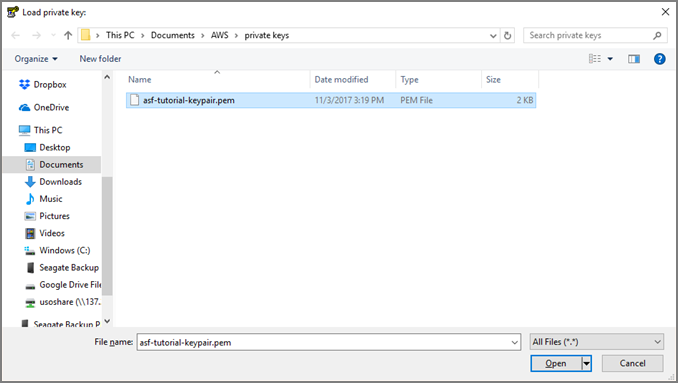 Load private key:
This PC > Documents > AWS > private keys
Search private keys
Organize
New folder
?
Name
Date modified
Type
Size
Dropbox
OneDrive
This PC
Desktop
Documents
Downloads
Music
Pictures
Videos
Windows (C:)
Seagate Backup
Google Drive File
usoshare (\\137.
Seagate Backup P
asf-tutorial-keypair.pem
11/3/2017 3:19 PM
PEM File
2 KB
File name:
asf-tutorial-keypair.pem
All Files (*.*)
Open
Cancel